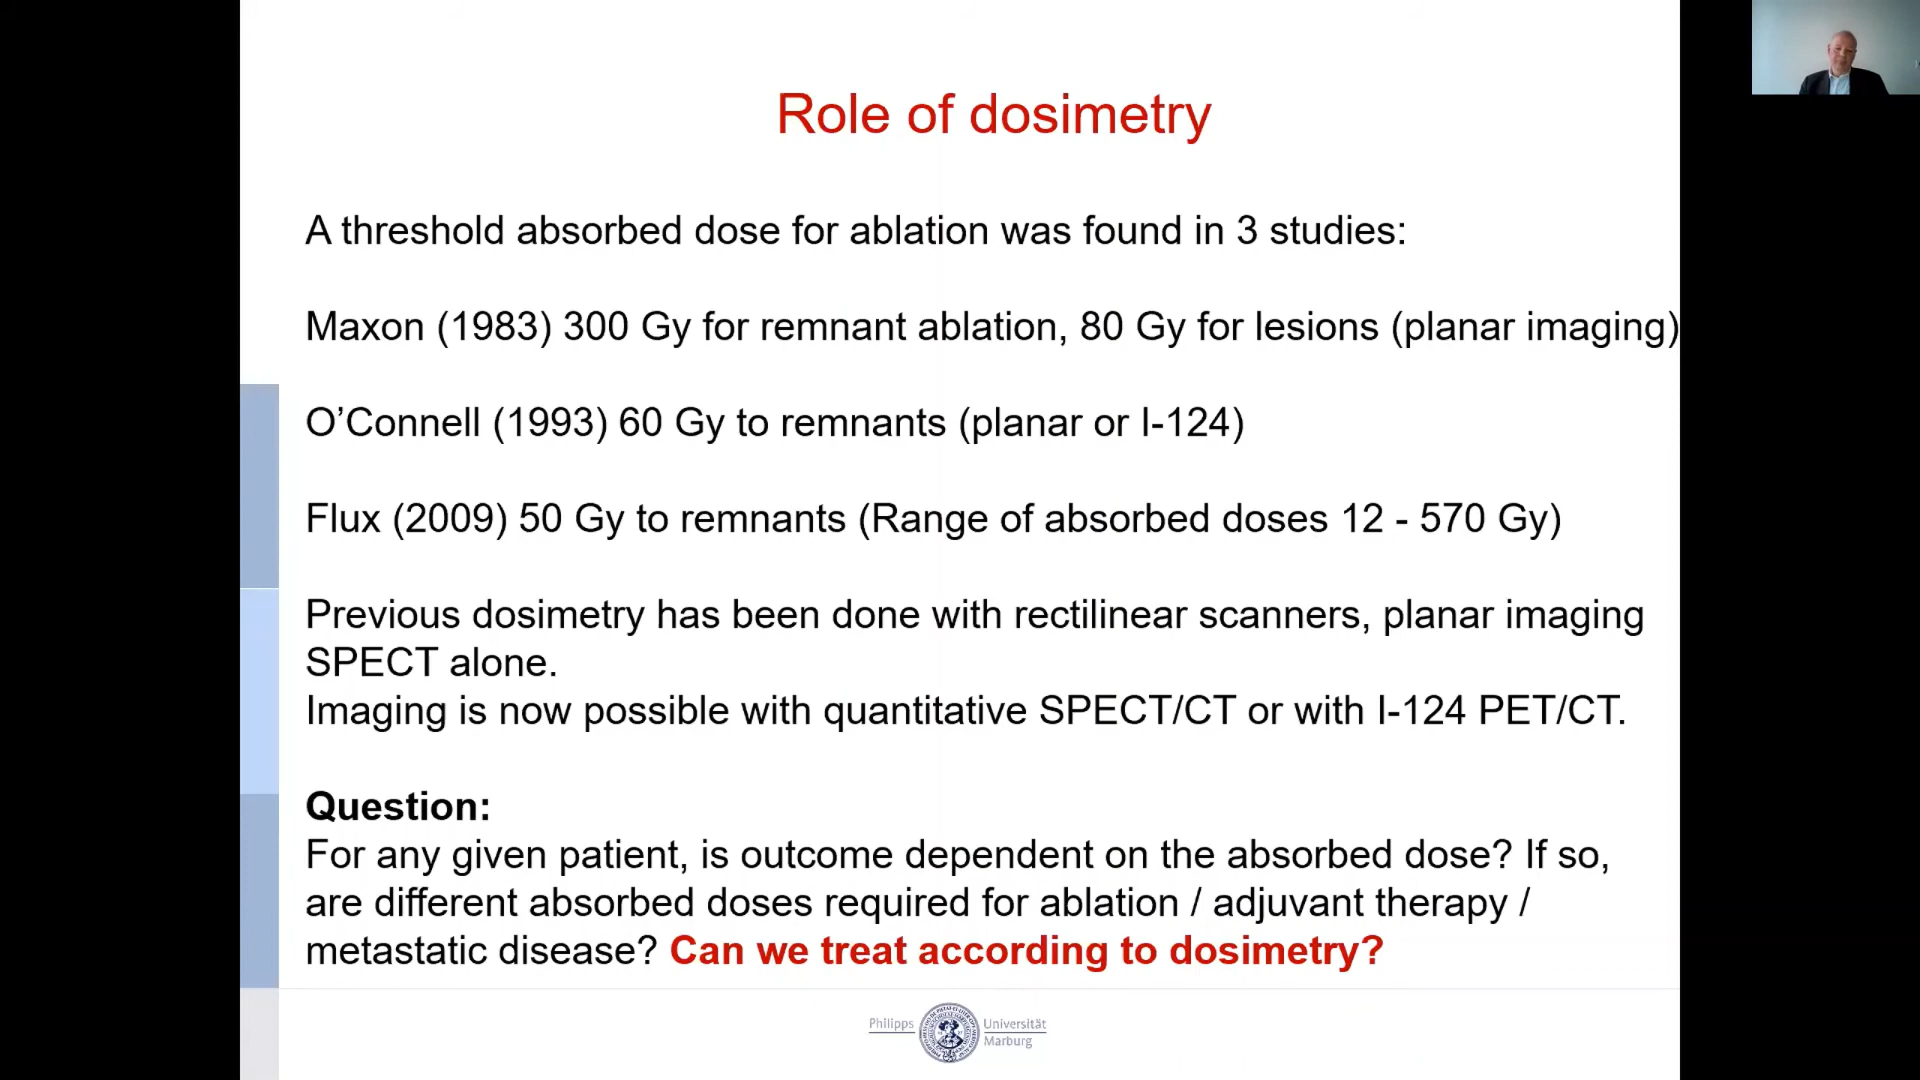 Role of dosimetry
A threshold absorbed dose for ablation was found in 3 studies:
Maxon (1983) 300 Gy for remnant ablation, 80 Gy for lesions (planar imaging)
O’Connell (1993) 60 Gy to remnants (planar or I-124)
Flux (2009) 50 Gy to remnants (Range of absorbed doses 12 - 570 Gy)
Previous dosimetry has been done with rectilinear scanners, planar imaging
SPECT alone.
Imaging is now possible with quantitative SPECT/CT or with I-124 PET/CT.
Question:
For any given patient, is outcome dependent on the absorbed dose? If so,
are different absorbed doses required for ablation / adjuvant therapy /
metastatic disease? Can we treat according to dosimetry?
Philipps Universität
Marburg